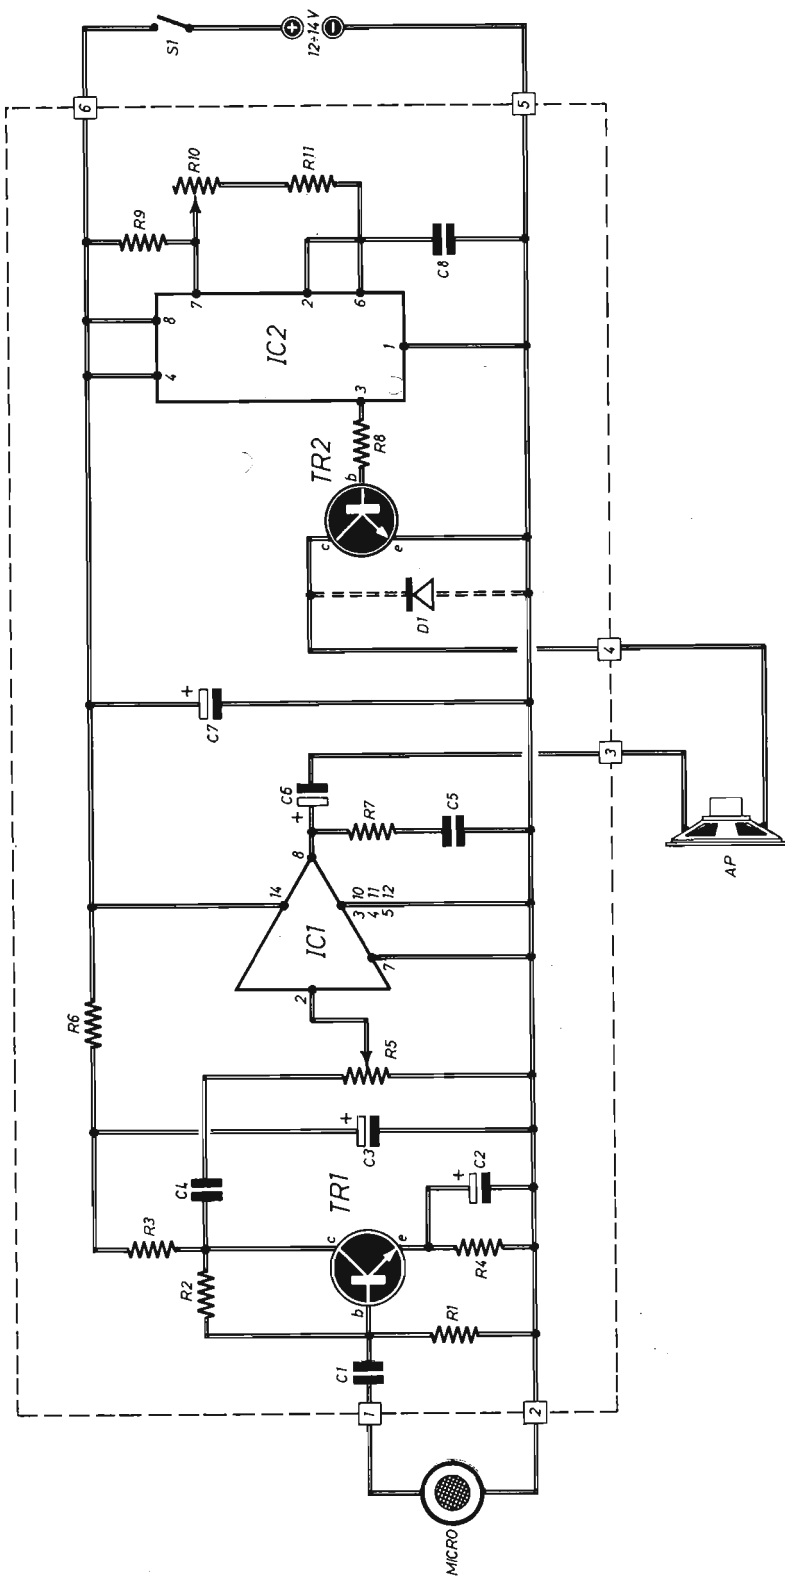 MICRO
1
2
C1
R1
R2
R3
C4
TR1
b
c
e
R4
C2
+
C3
+
R5
R6
2
IC1
14
7
3 10
4 11
5 12
8
+
C6
R7
C5
C7
+
3
4
AP
D1
TR2
c
b
e
R8
3
IC2
4
8
7
2
6
1
R9
R10
R11
C8
6
5
S1
+
12÷14 V
−